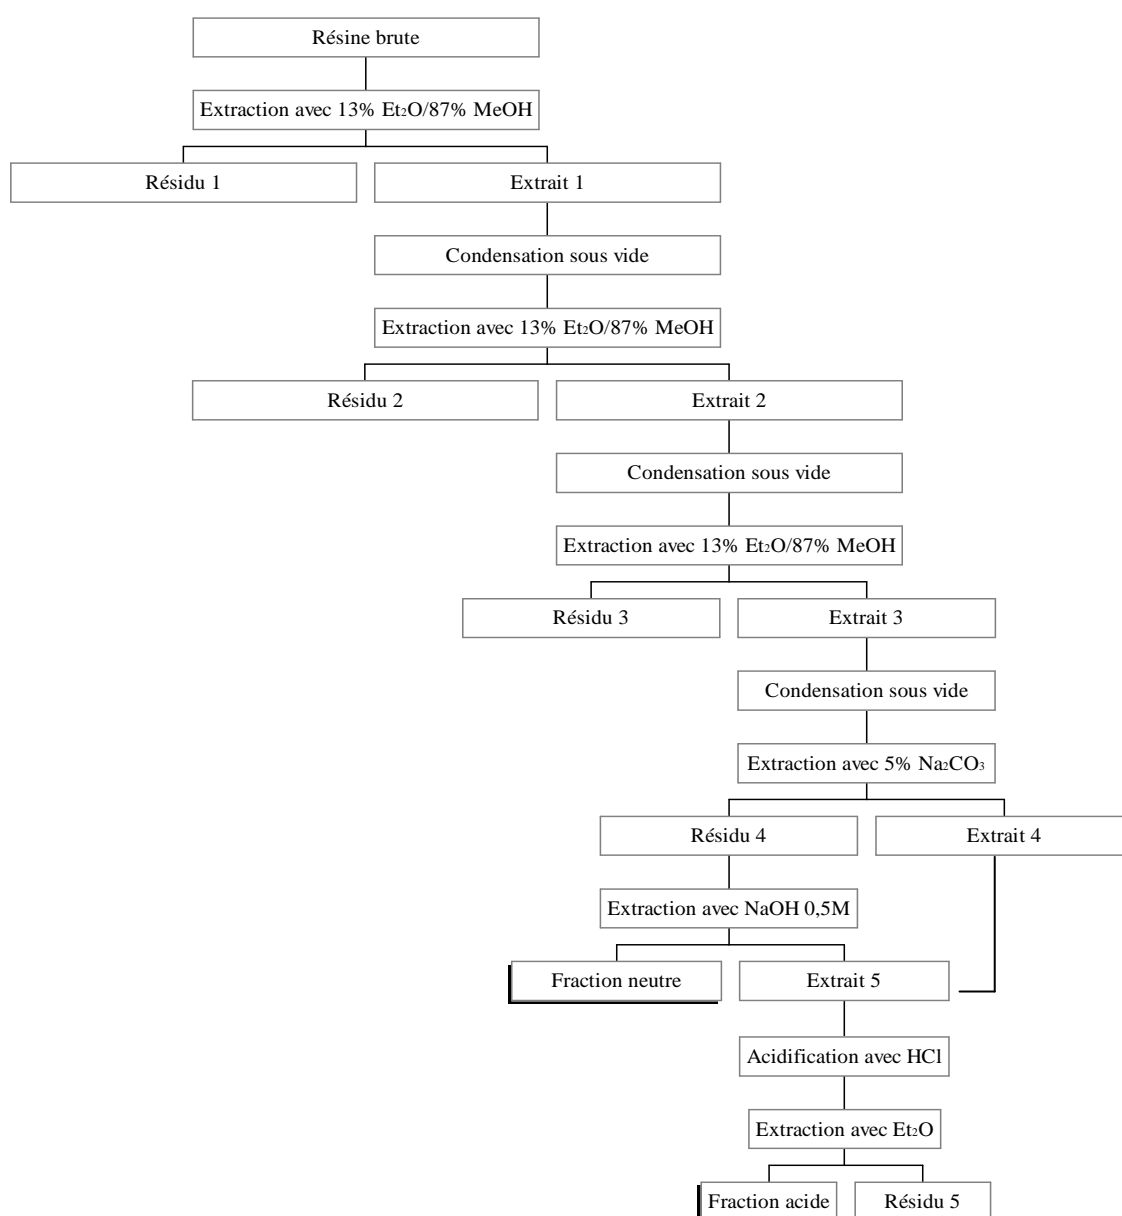 Résine brute
Extraction avec 13% Et₂O/87% MeOH
Résidu 1
Extrait 1
Condensation sous vide
Extraction avec 13% Et₂O/87% MeOH
Résidu 2
Extrait 2
Condensation sous vide
Extraction avec 13% Et₂O/87% MeOH
Résidu 3
Extrait 3
Condensation sous vide
Extraction avec 5% Na₂CO₃
Résidu 4
Extrait 4
Extraction avec NaOH 0,5M
Fraction neutre
Extrait 5
Acidification avec HCl
Extraction avec Et₂O
Fraction acide
Résidu 5